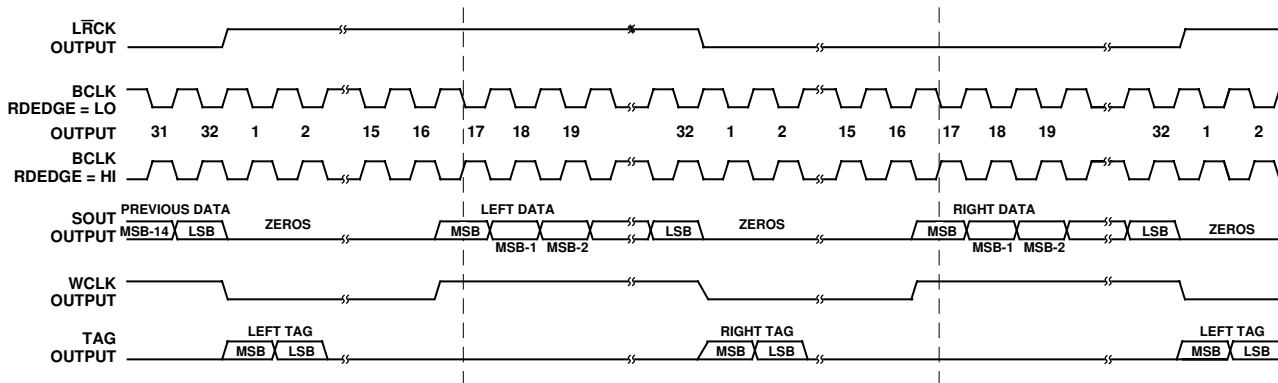 LRCK
OUTPUT
BCLK
RDEDGE = LO
OUTPUT 31 32 1 2 15 16 17 18 19 32 1 2 15 16 17 18 19 32 1 2
BCLK
RDEDGE = HI
PREVIOUS DATA LEFT DATA RIGHT DATA
SOUT
OUTPUT
MSB-14 LSB ZEROS MSB LSB ZEROS MSB LSB ZEROS
MSB-1 MSB-2 MSB-1 MSB-2
WCLK
OUTPUT
LEFT TAG RIGHT TAG LEFT TAG
TAG
OUTPUT
MSB LSB MSB LSB MSB LSB